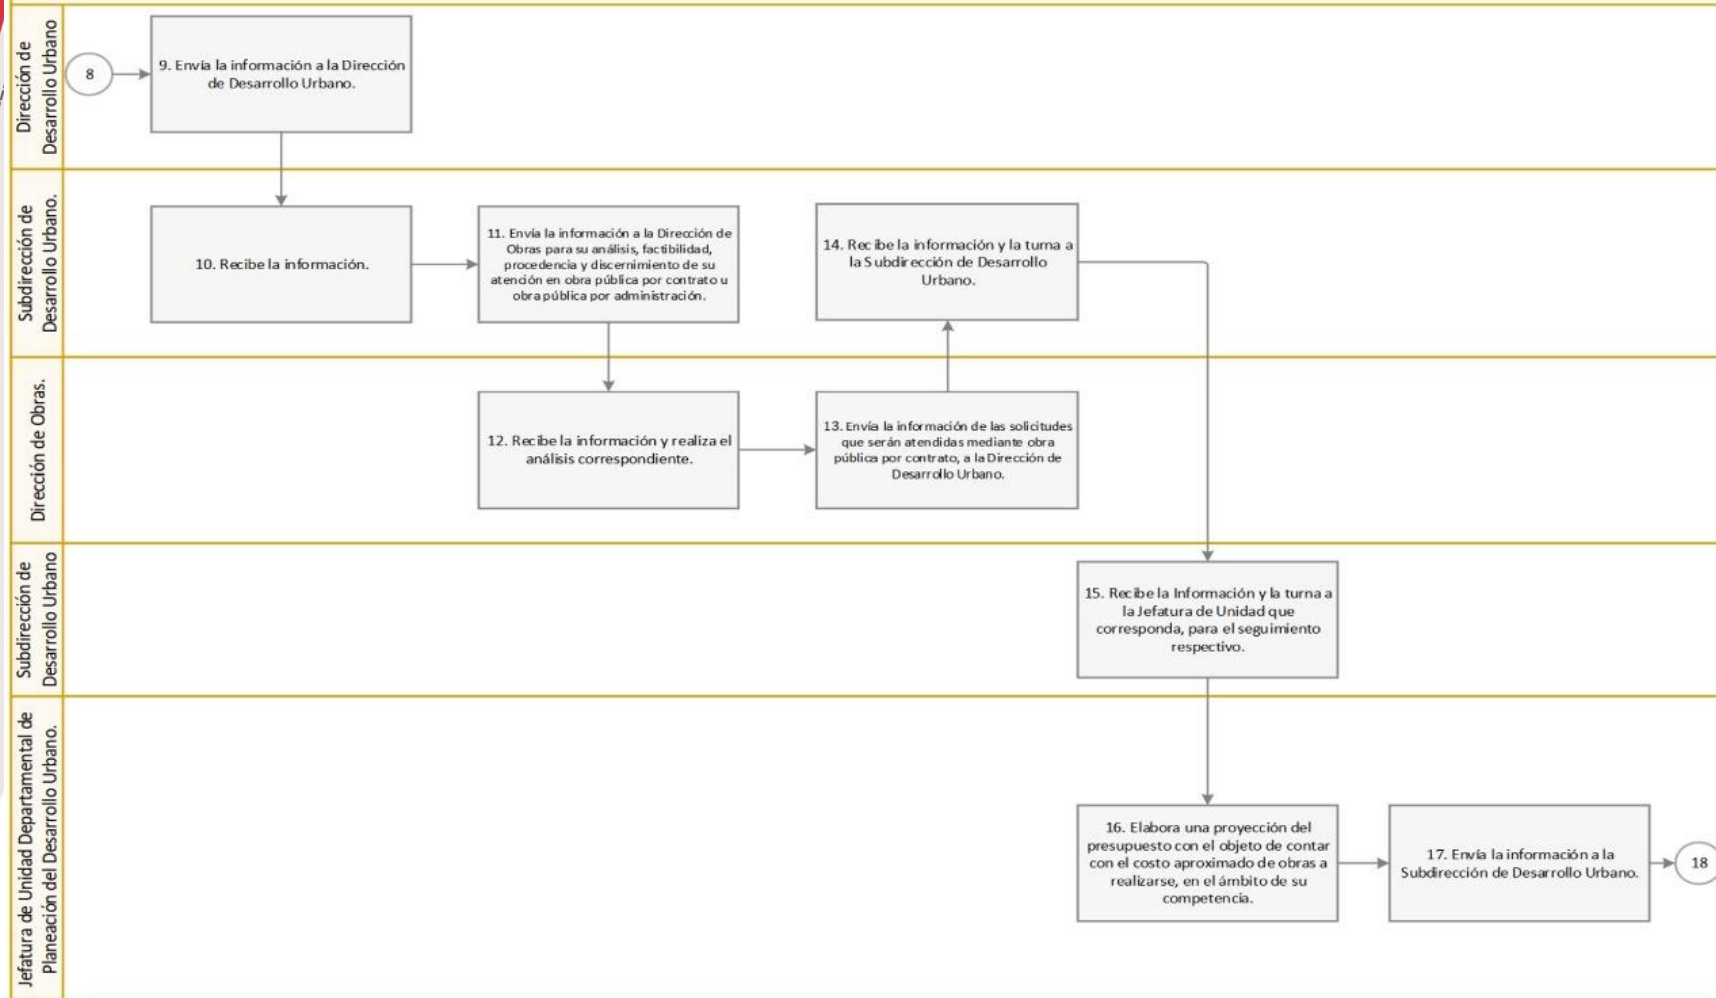 Dirección de
Desarrollo Urbano
8
9. Envía la información a la Dirección
de Desarrollo Urbano.
Subdirección de
Desarrollo Urbano.
10. Recibe la información.
11. Envía la información a la Dirección de
Obras para su análisis, factibilidad,
procedencia y discernimiento de su
atención en obra pública por contrato u
obra pública por administración.
14. Recibe la información y la turna a
la Subdirección de Desarrollo
Urbano.
Dirección de Obras.
12. Recibe la información y realiza el
análisis correspondiente.
13. Envía la información de las solicitudes
que serán atendidas mediante obra
pública por contrato, a la Dirección de
Desarrollo Urbano.
Subdirección de
Desarrollo Urbano
15. Recibe la Información y la turna a
la Jefatura de Unidad que
corresponda, para el seguimiento
respectivo.
Jefatura de Unidad Departamental de
Planeación del Desarrollo Urbano.
16. Elabora una proyección del
presupuesto con el objeto de contar
con el costo aproximado de obras a
realizarse, en el ámbito de su
competencia.
17. Envía la información a la
Subdirección de Desarrollo Urbano.
18